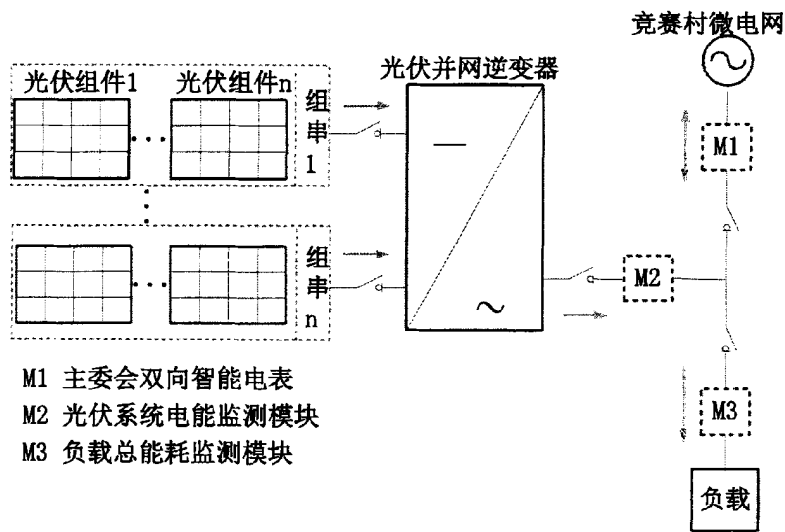 竞赛村微电网
光伏组件1
光伏组件n
组串1
光伏并网逆变器
M1
组串n
M2
M1 主委会双向智能电表
M2 光伏系统电能监测模块
M3 负载总能耗监测模块
M3
负载